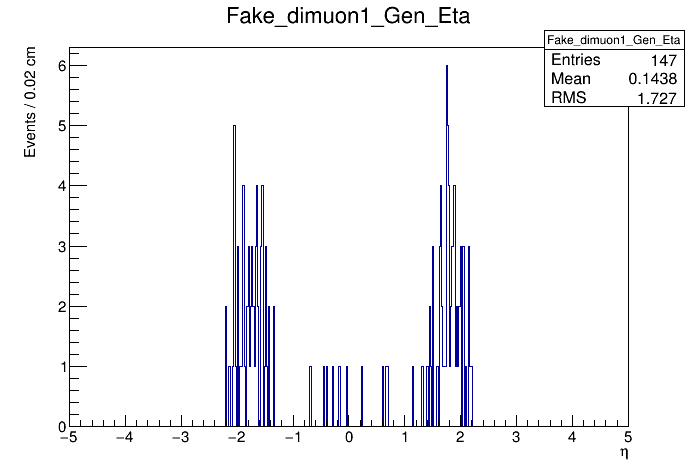 Fake_dimuon1_Gen_Eta
Fake_dimuon1_Gen_Eta
Entries 147
Mean 0.1438
RMS 1.727
Events / 0.02 cm
6
5
4
3
2
1
0
−5 −4 −3 −2 −1 0 1 2 3 4 5
η